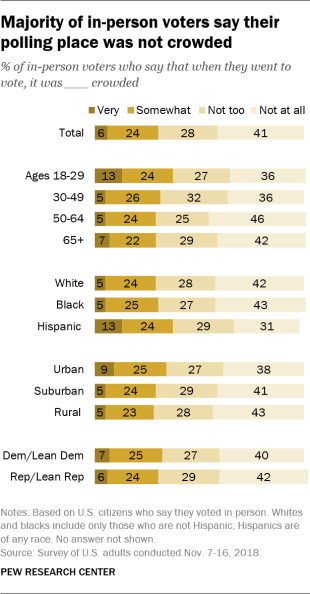 Majority of in-person voters say their
polling place was not crowded
% of in-person voters who say that when they went to
vote, it was ____ crowded
Very Somewhat Not too Not at all
Total 6 24 28 41
Ages 18-29 13 24 27 36
30-49 5 26 32 36
50-64 5 24 25 46
65+ 7 22 29 42
White 5 24 28 42
Black 5 25 27 43
Hispanic 13 24 29 31
Urban 9 25 27 38
Suburban 5 24 29 41
Rural 5 23 28 43
Dem/Lean Dem 7 25 27 40
Rep/Lean Rep 6 24 29 42
Notes: Based on U.S. citizens who say they voted in person. Whites
and blacks include only those who are not Hispanic; Hispanics are
of any race. No answer not shown.
Source: Survey of U.S. adults conducted Nov. 7-16, 2018.
PEW RESEARCH CENTER